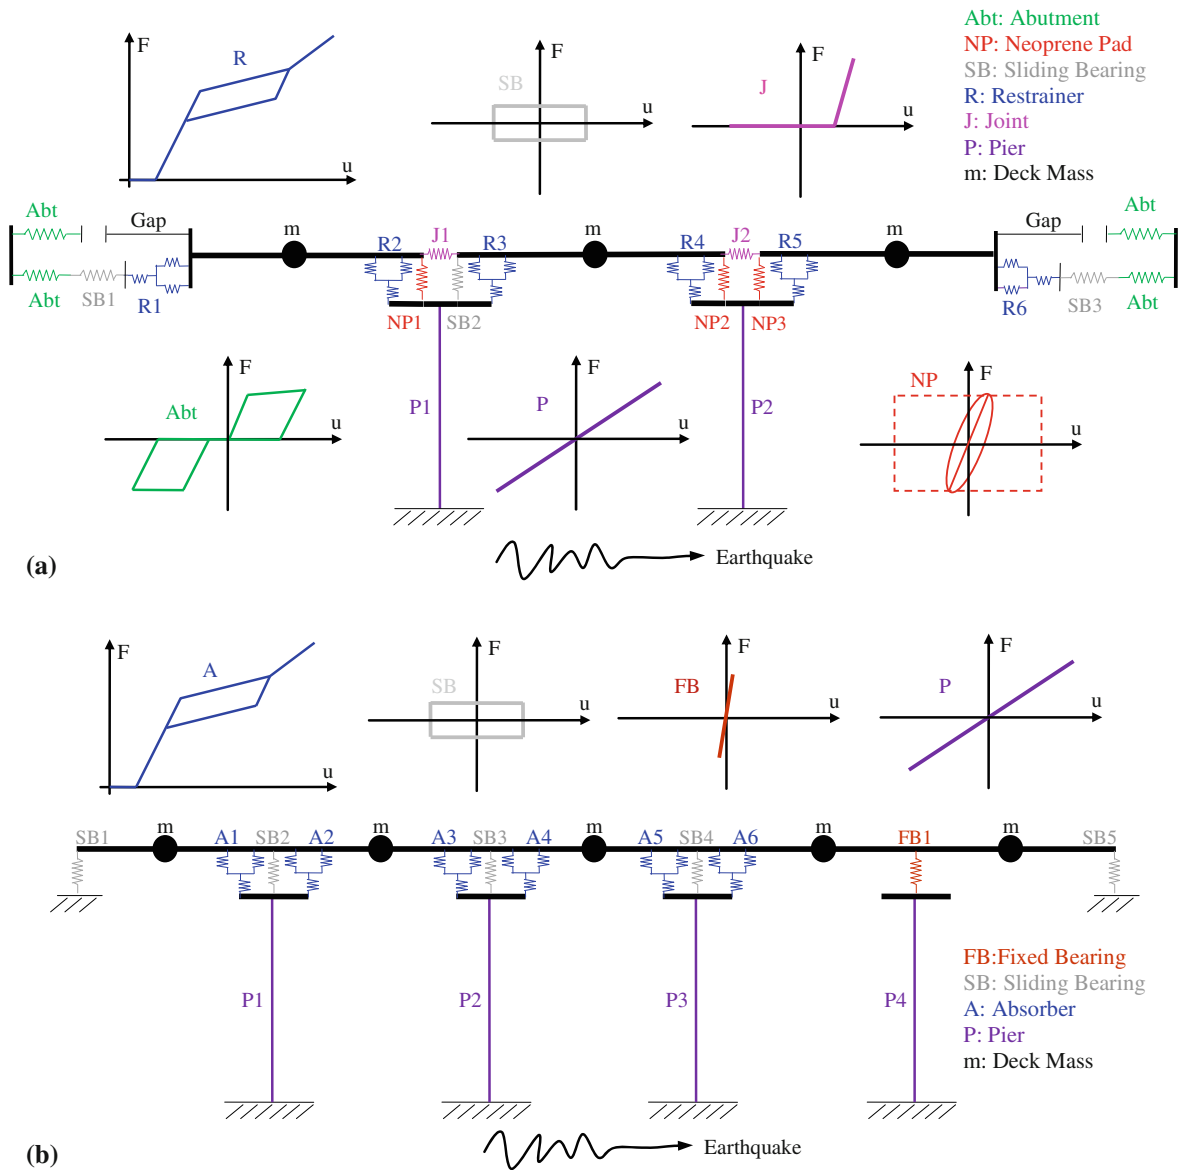 Abt: Abutment
NP: Neoprene Pad
SB: Sliding Bearing
R: Restrainer
J: Joint
P: Pier
m: Deck Mass
F
R
u
F
SB
u
F
J
u
Abt
Gap
m
R2
J1
R3
m
R4
J2
R5
m
Gap
Abt
Abt
SB1
R1
NP1
SB2
NP2
NP3
R6
SB3
Abt
F
Abt
u
P1
F
P
u
P2
NP
F
u
(a)
Earthquake
F
A
u
F
SB
u
F
FB
u
F
P
u
SB1
m
A1
SB2
A2
m
A3
SB3
A4
m
A5
SB4
A6
m
FB1
m
SB5
P1
P2
P3
P4
FB:Fixed Bearing
SB: Sliding Bearing
A: Absorber
P: Pier
m: Deck Mass
(b)
Earthquake